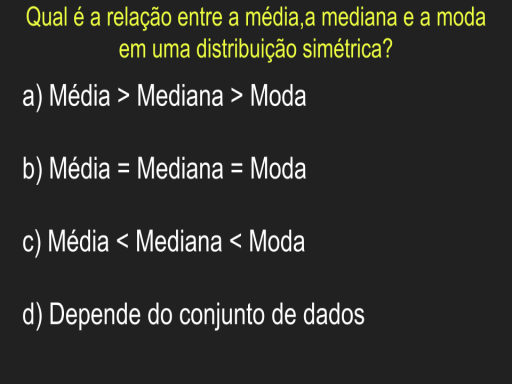 Qual é a relação entre a média,a mediana e a moda
em uma distribuição simétrica?
a) Média > Mediana > Moda
b) Média = Mediana = Moda
c) Média < Mediana < Moda
d) Depende do conjunto de dados